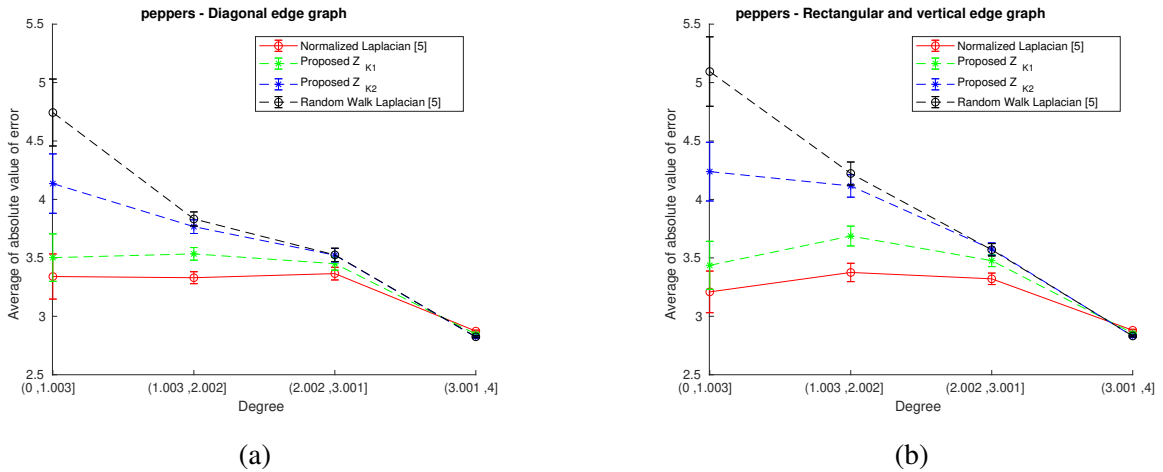 peppers - Diagonal edge graph
5.5
5
4.5
4
3.5
3
2.5
Average of absolute value of error
Normalized Laplacian [5]
Proposed Z K1
Proposed Z K2
Random Walk Laplacian [5]
(0 ,1.003]
(1.003 ,2.002]
(2.002 ,3.001]
(3.001 ,4]
Degree
(a)
peppers - Rectangular and vertical edge graph
5.5
5
4.5
4
3.5
3
2.5
Average of absolute value of error
Normalized Laplacian [5]
Proposed Z K1
Proposed Z K2
Random Walk Laplacian [5]
(0 ,1.003]
(1.003 ,2.002]
(2.002 ,3.001]
(3.001 ,4]
Degree
(b)